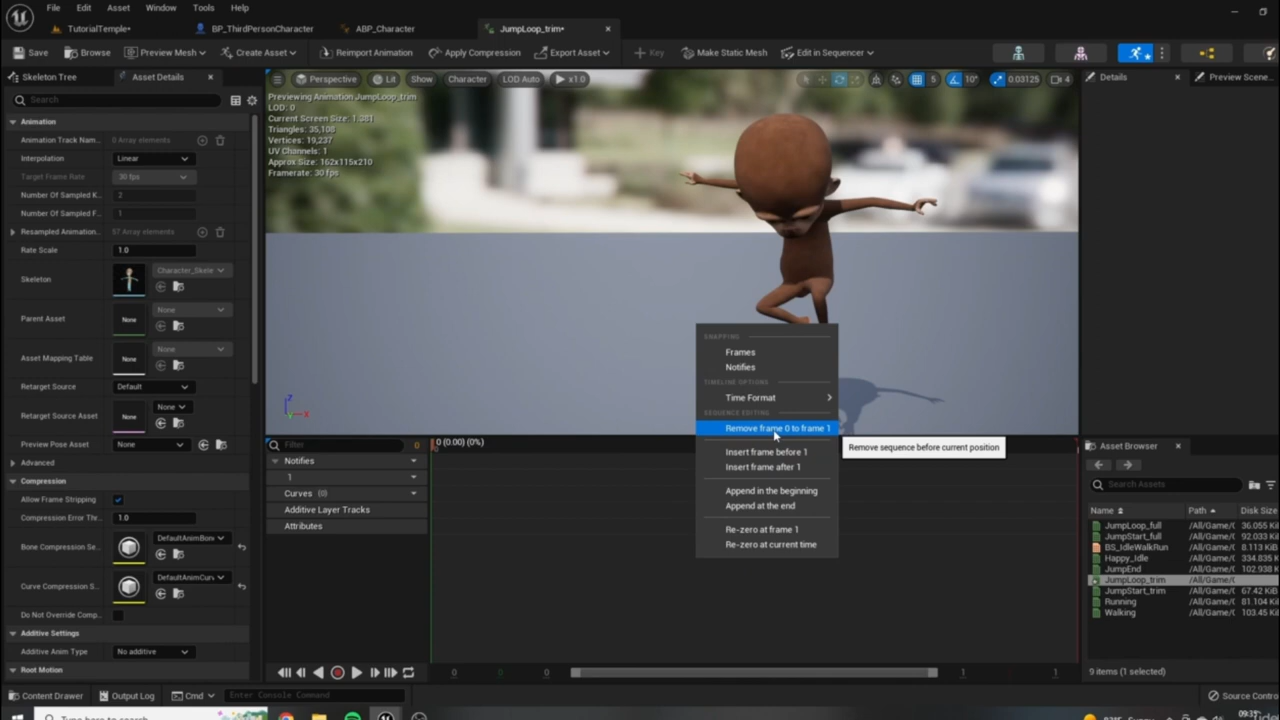 File Edit Asset Window Tools Help
TutorialTemple* BP_ThirdPersonCharacter ABP_Character JumpLoop_trim*
Save Browse Preview Mesh Create Asset Reimport Animation Apply Compression Export Asset Key Make Static Mesh Edit in Sequencer
Skeleton Tree Asset Details
Perspective Lit Show Character LOD Auto x1.0 5 10° 0.03125 4
Details Preview Scene...
Search
Previewing Animation JumpLoop_trim
LOD: 0
Current Screen Size: 1.381
Triangles: 35,108
Vertices: 19,237
UV Channels: 1
Approx Size: 162x115x210
Framerate: 30 fps
Animation
Animation Track Nam.. 0 Array elements
Interpolation Linear
Target Frame Rate 30 fps
Number Of Sampled K.. 2
Number Of Sampled F.. 1
Resampled Animation.. 57 Array elements
Rate Scale 1.0
Skeleton Character_Skele
Parent Asset None None
Asset Mapping Table None None
Retarget Source Default
Retarget Source Asset None None
Preview Pose Asset None
Advanced
Compression
Allow Frame Stripping
Compression Error Thr.. 1.0
Bone Compression Se.. DefaultAnimBon
Curve Compression S.. DefaultAnimCurv
Do Not Override Comp..
Additive Settings
Additive Anim Type No additive
Root Motion
Z
X
Y
SNAPPING
Frames
Notifies
TIMELINE OPTIONS
Time Format
SEQUENCE EDITING
Remove frame 0 to frame 1
Remove sequence before current position
Insert frame before 1
Insert frame after 1
Append in the beginning
Append at the end
Re-zero at frame 1
Re-zero at current time
Filter 0 0 (0.00) (0%)
Notifies
1
Curves (0)
Additive Layer Tracks
Attributes
0 0 0 1 1
Asset Browser
Search Assets
Name Path Disk Size
JumpLoop_full /All/Game/( 36.055 Ki
JumpStart_full /All/Game/( 92.033 Ki
BS_IdleWalkRun /All/Game/( 8.113 KiB
Happy_Idle /All/Game/( 334.835
JumpEnd /All/Game/( 102.938
JumpLoop_trim /All/Game/(
JumpStart_trim /All/Game/( 67.42 KiB
Running /All/Game/( 81.104 Ki
Walking /All/Game/( 103.45 Ki
9 items (1 selected)
Content Drawer Output Log Cmd Enter Console Command Source Contro